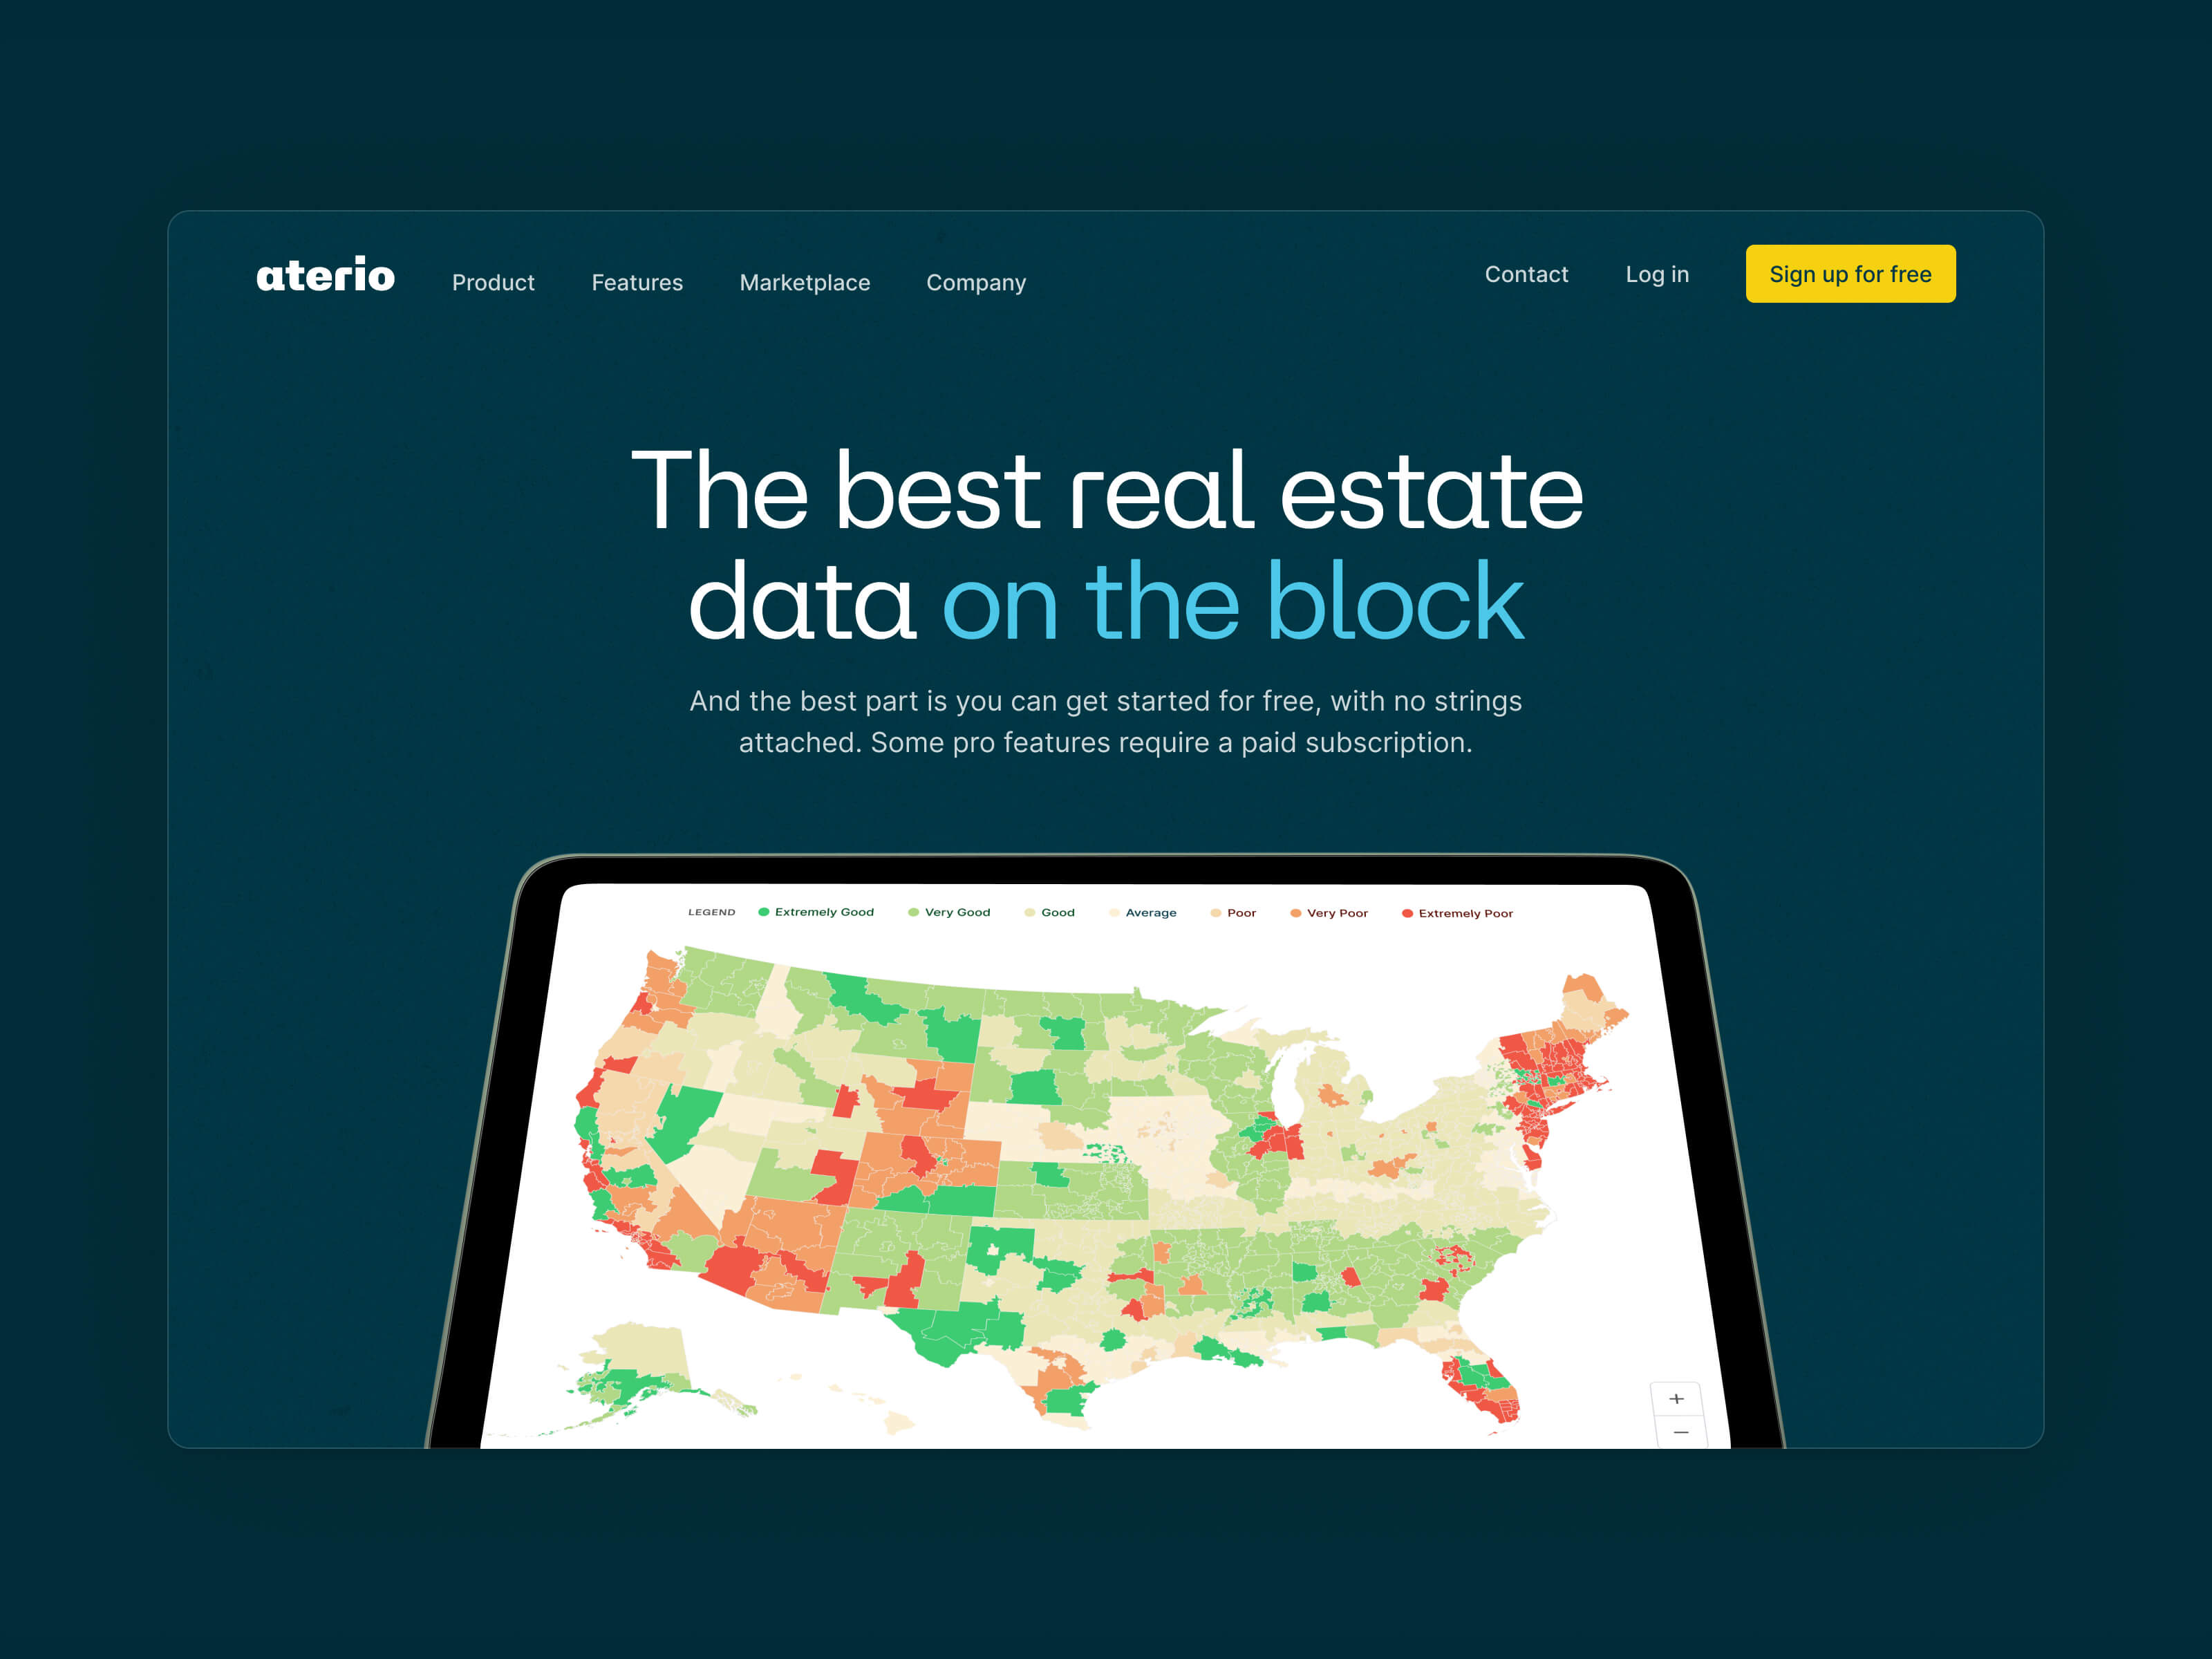 aterio
Product
Features
Marketplace
Company
Contact
Log in
Sign up for free
The best real estate
data on the block
And the best part is you can get started for free, with no strings
attached. Some pro features require a paid subscription.
LEGEND
Extremely Good
Very Good
Good
Average
Poor
Very Poor
Extremely Poor
+
−